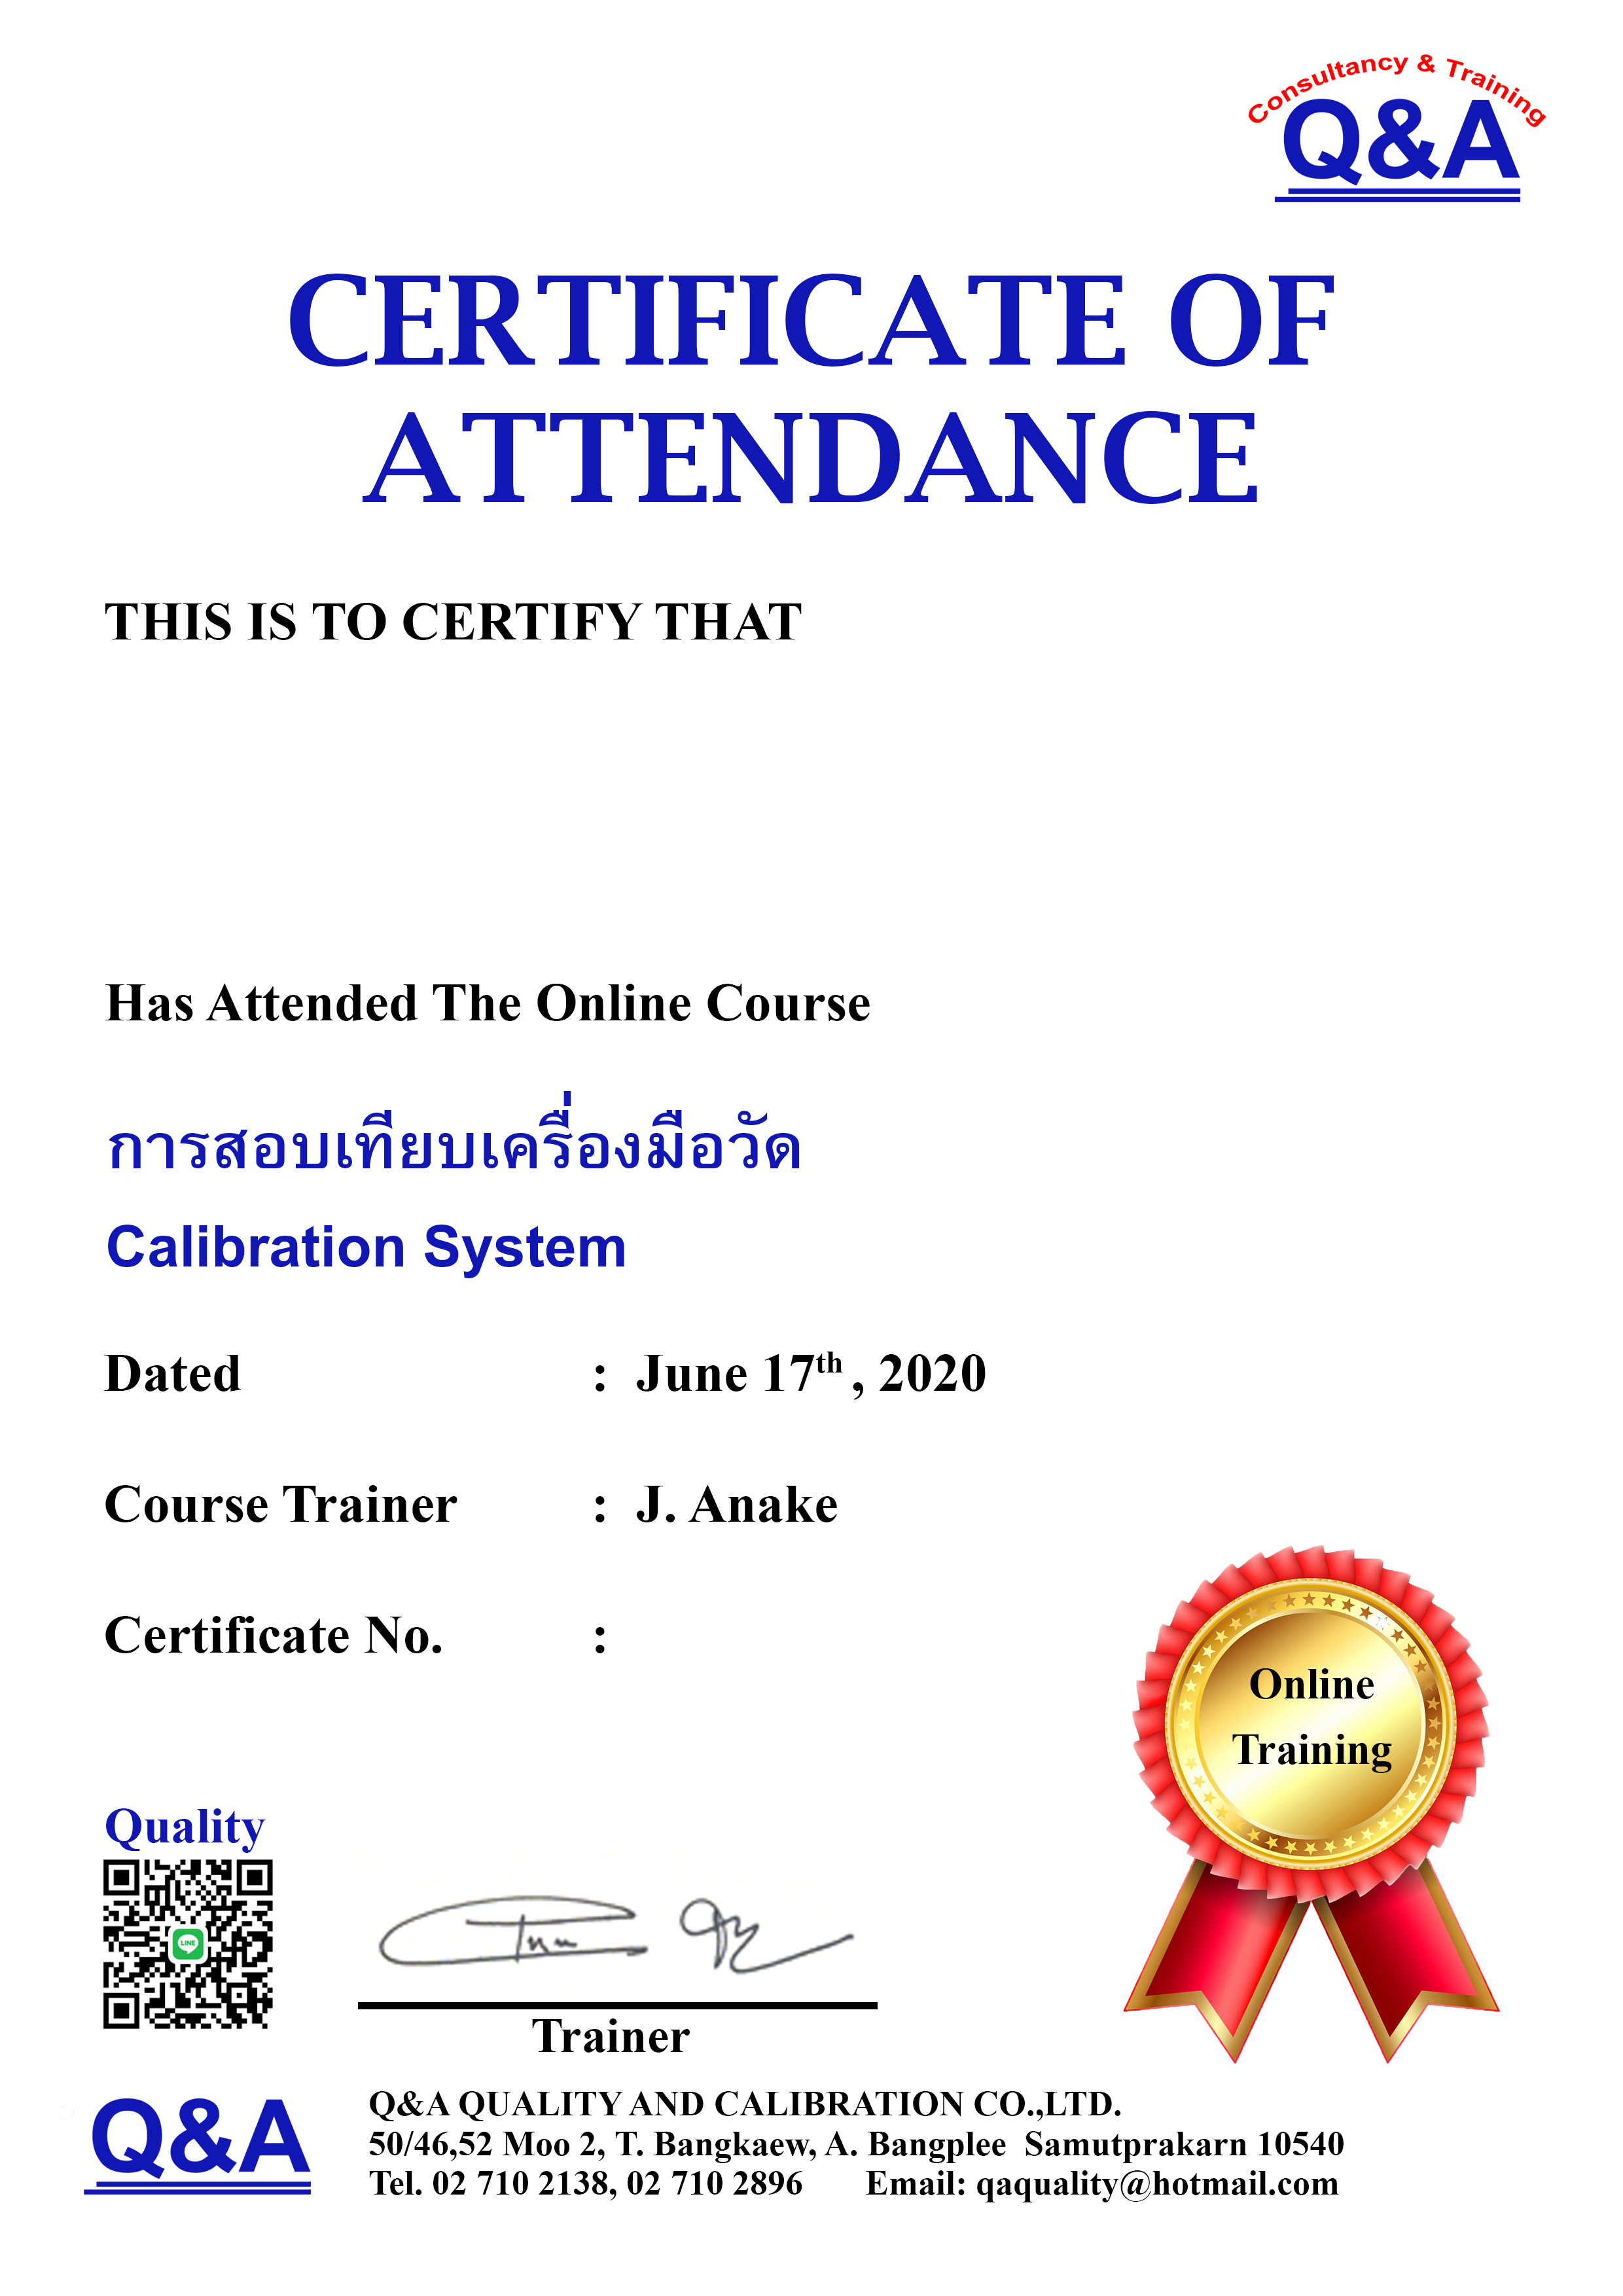 Consultancy & Training
Q&A
CERTIFICATE OF
ATTENDANCE
THIS IS TO CERTIFY THAT
Has Attended The Online Course
การสอบเทียบเครื่องมือวัด
Calibration System
Dated : June 17th , 2020
Course Trainer : J. Anake
Certificate No. :
Online
Training
Quality
LINE
Trainer
Q&A
Q&A QUALITY AND CALIBRATION CO.,LTD.
50/46,52 Moo 2, T. Bangkaew, A. Bangplee Samutprakarn 10540
Tel. 02 710 2138, 02 710 2896 Email: qaquality@hotmail.com